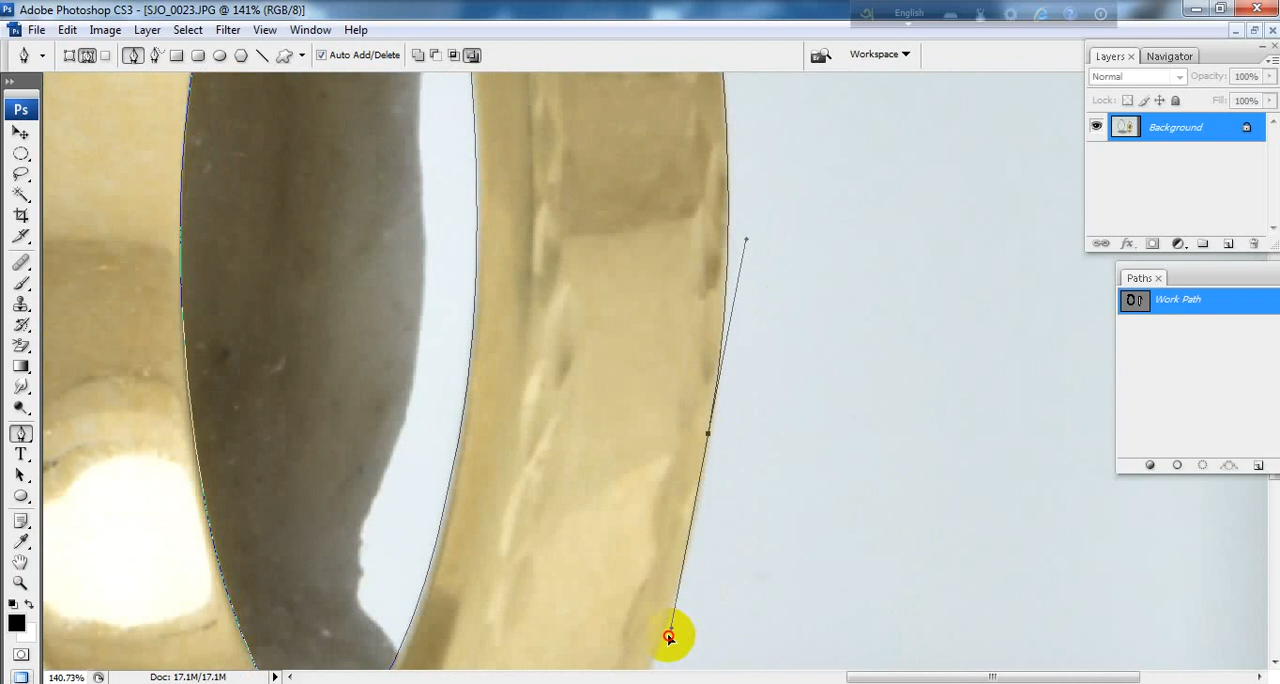 Adobe Photoshop CS3 - [SJO_0023.JPG @ 141% (RGB/8)]
English
File Edit Image Layer Select Filter View Window Help
Auto Add/Delete
Workspace
Ps
T
Layers Navigator
Normal Opacity: 100%
Lock: Fill: 100%
Background
Paths
Work Path
140.73% Doc: 17.1M/17.1M